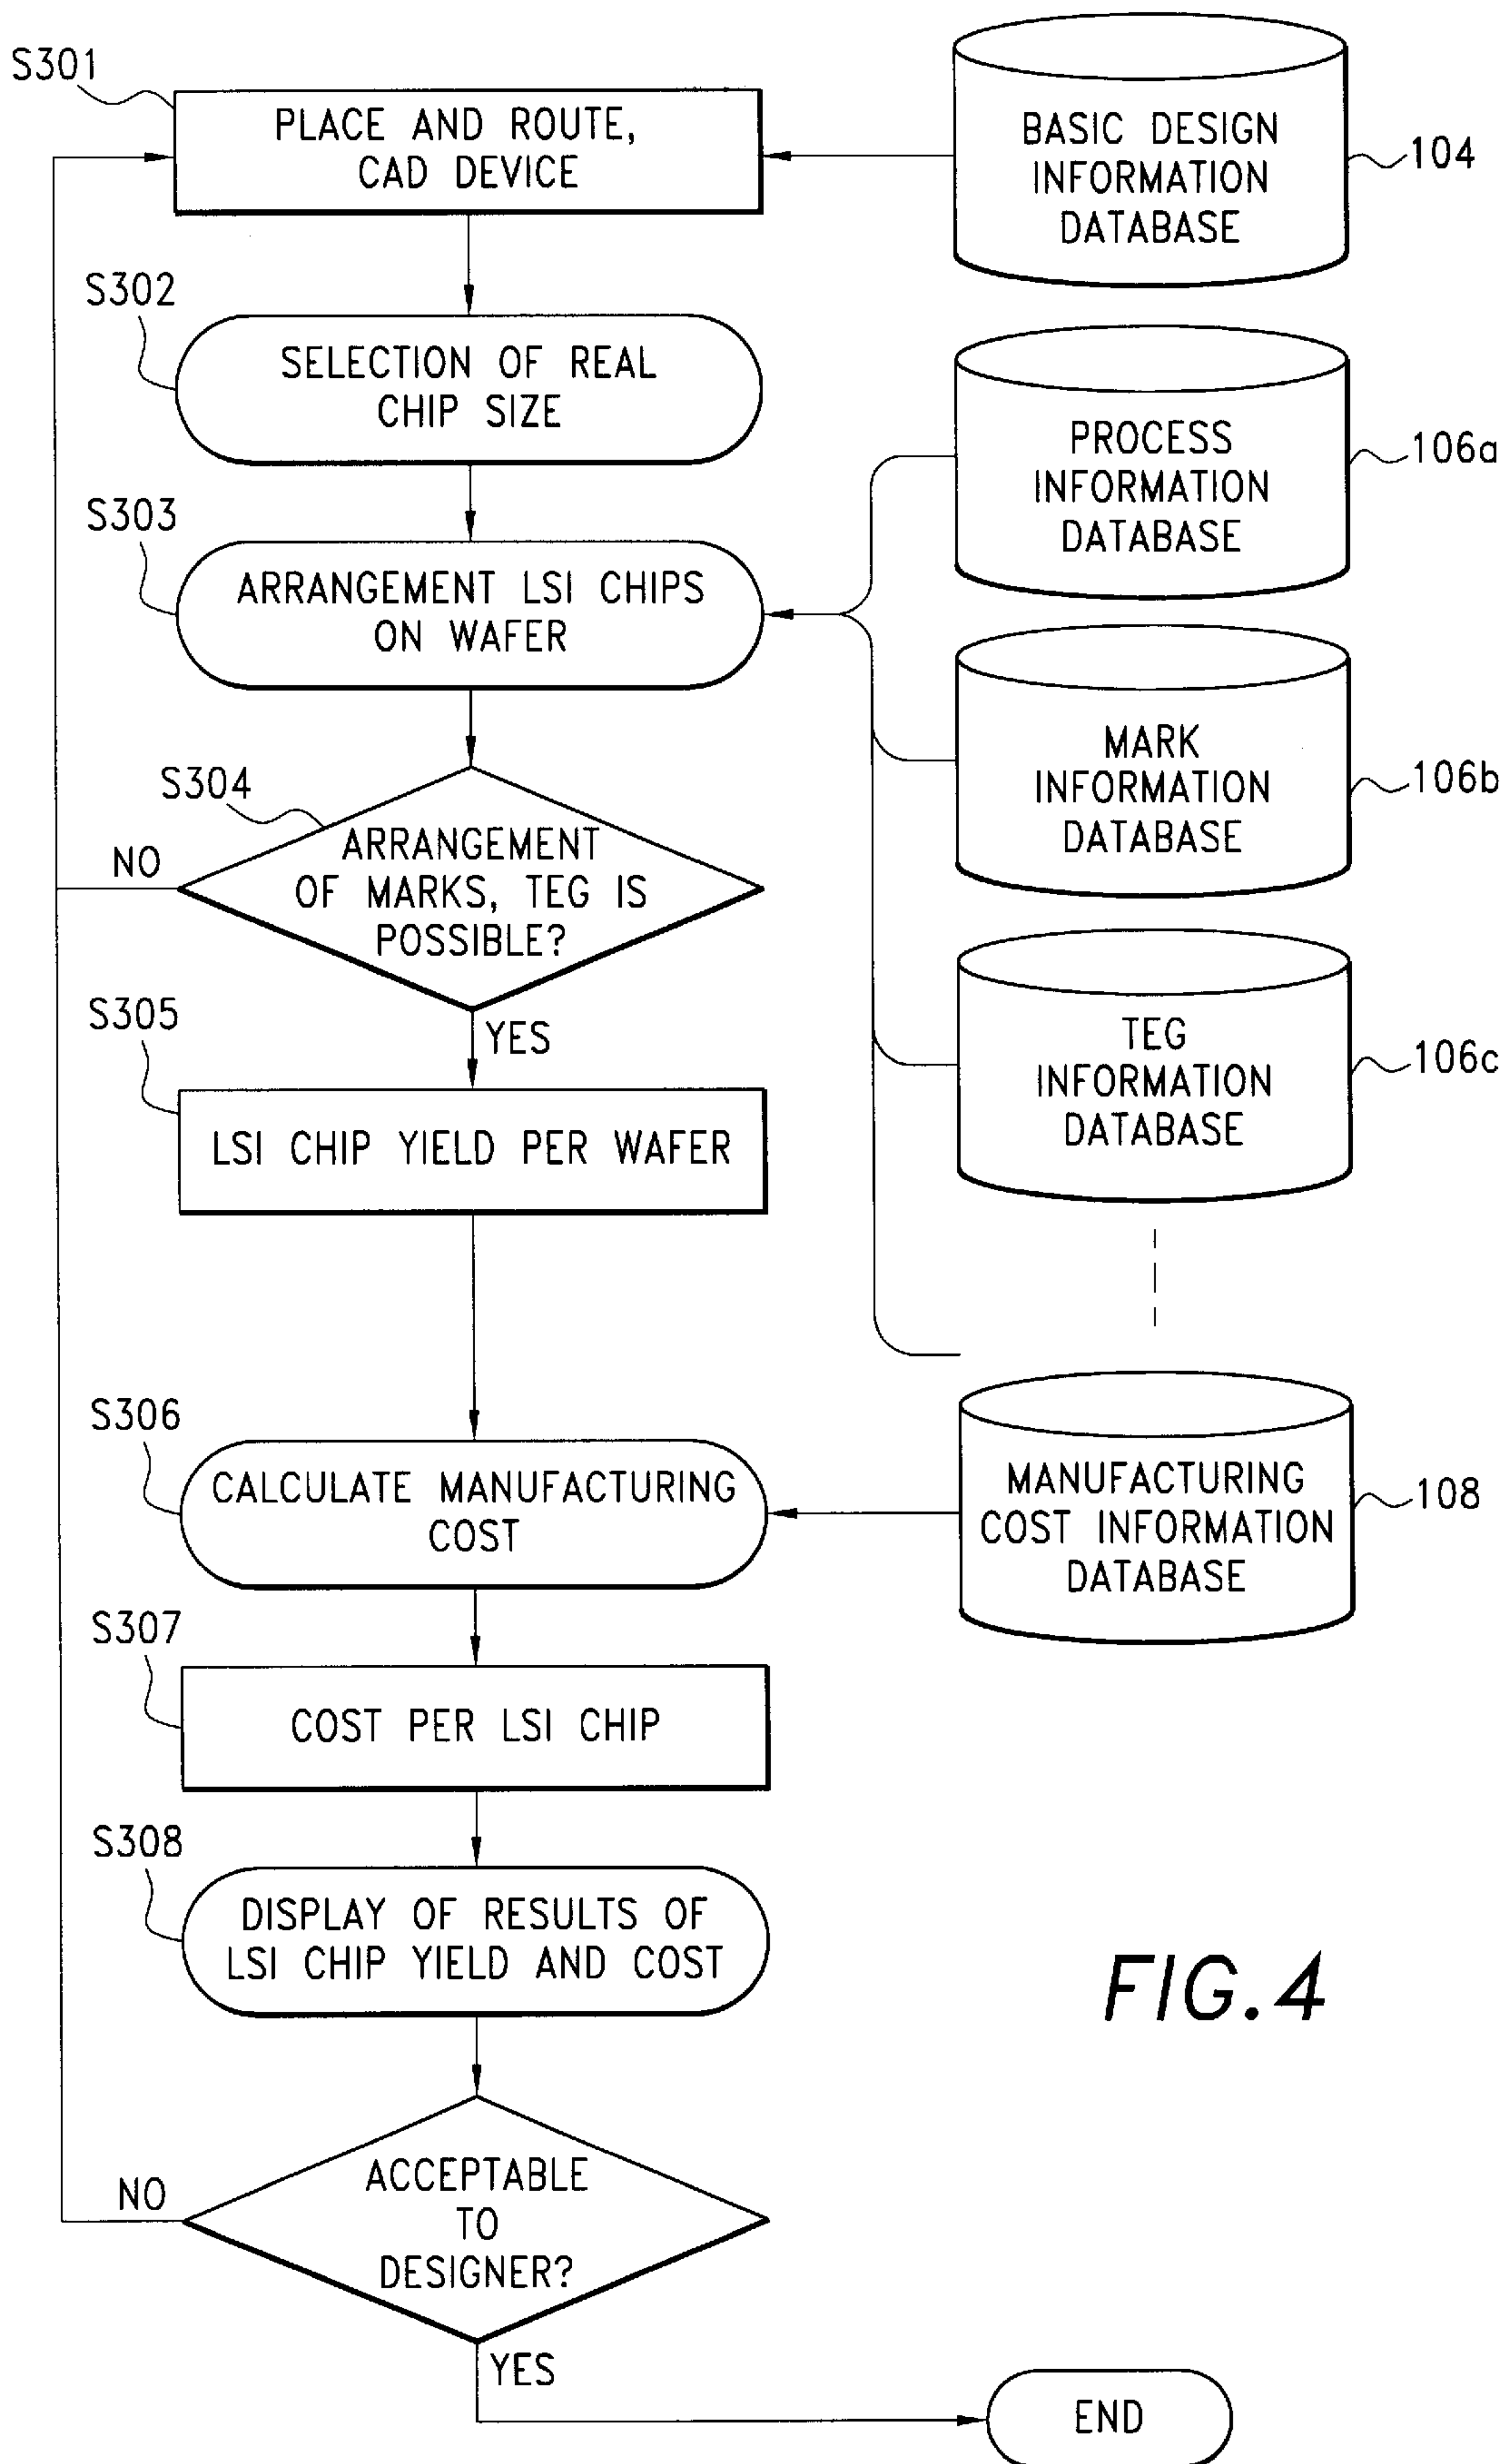 S301
PLACE AND ROUTE,
CAD DEVICE
BASIC DESIGN
INFORMATION
DATABASE
104
S302
SELECTION OF REAL
CHIP SIZE
PROCESS
INFORMATION
DATABASE
106a
S303
ARRANGEMENT LSI CHIPS
ON WAFER
MARK
INFORMATION
DATABASE
106b
S304
ARRANGEMENT
OF MARKS, TEG IS
POSSIBLE?
NO
YES
TEG
INFORMATION
DATABASE
106c
S305
LSI CHIP YIELD PER WAFER
S306
CALCULATE MANUFACTURING
COST
MANUFACTURING
COST INFORMATION
DATABASE
108
S307
COST PER LSI CHIP
S308
DISPLAY OF RESULTS OF
LSI CHIP YIELD AND COST
FIG.4
ACCEPTABLE
TO
DESIGNER?
NO
YES
END